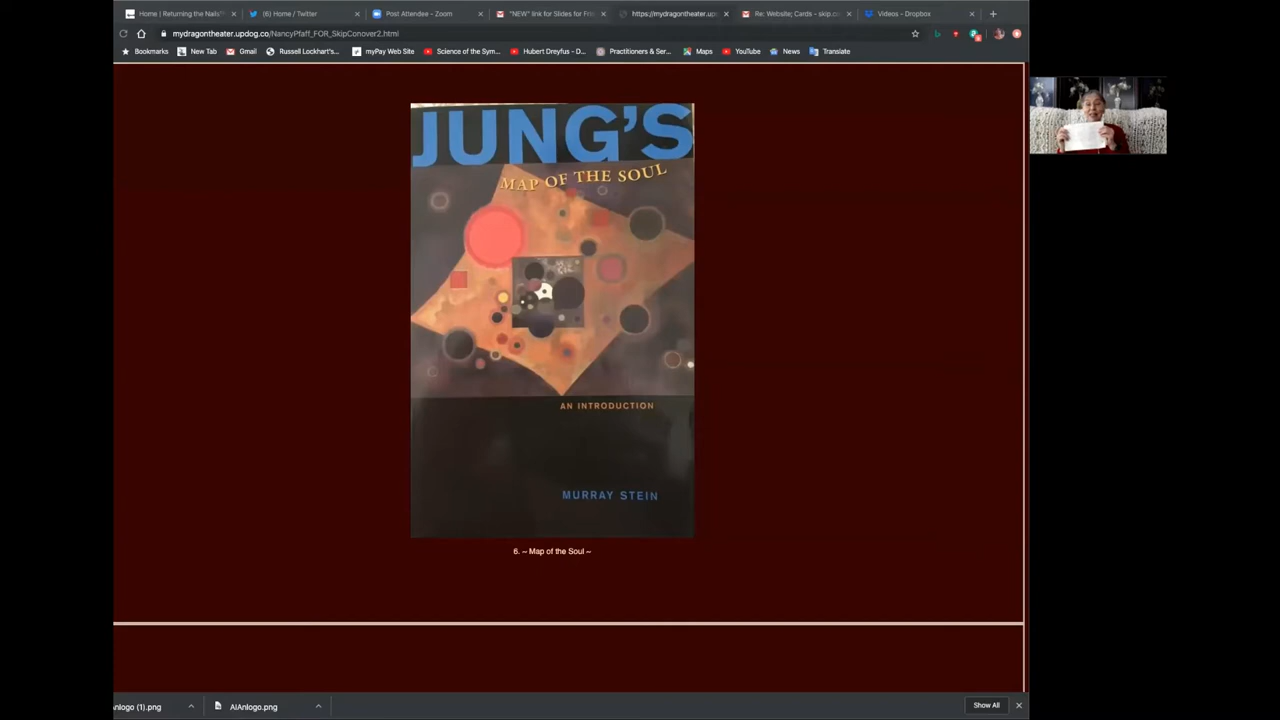 Home | Returning the Nails"
(6) Home / Twitter
Post Attendee - Zoom
"NEW" link for Slides for Fri
https://mydragontheater.upd
Re: Website; Cards - skip.c
Videos - Dropbox
mydragontheater.updog.co/NancyPfaff_FOR_SkipConover2.html
Bookmarks
New Tab
Gmail
Russell Lockhart's...
myPay Web Site
Science of the Sym...
Hubert Dreyfus - D...
Practitioners & Ser...
Maps
YouTube
News
Translate
JUNG'S
MAP OF THE SOUL
AN INTRODUCTION
MURRAY STEIN
6. ~ Map of the Soul ~
Anlogo (1).png
AIAnlogo.png
Show All